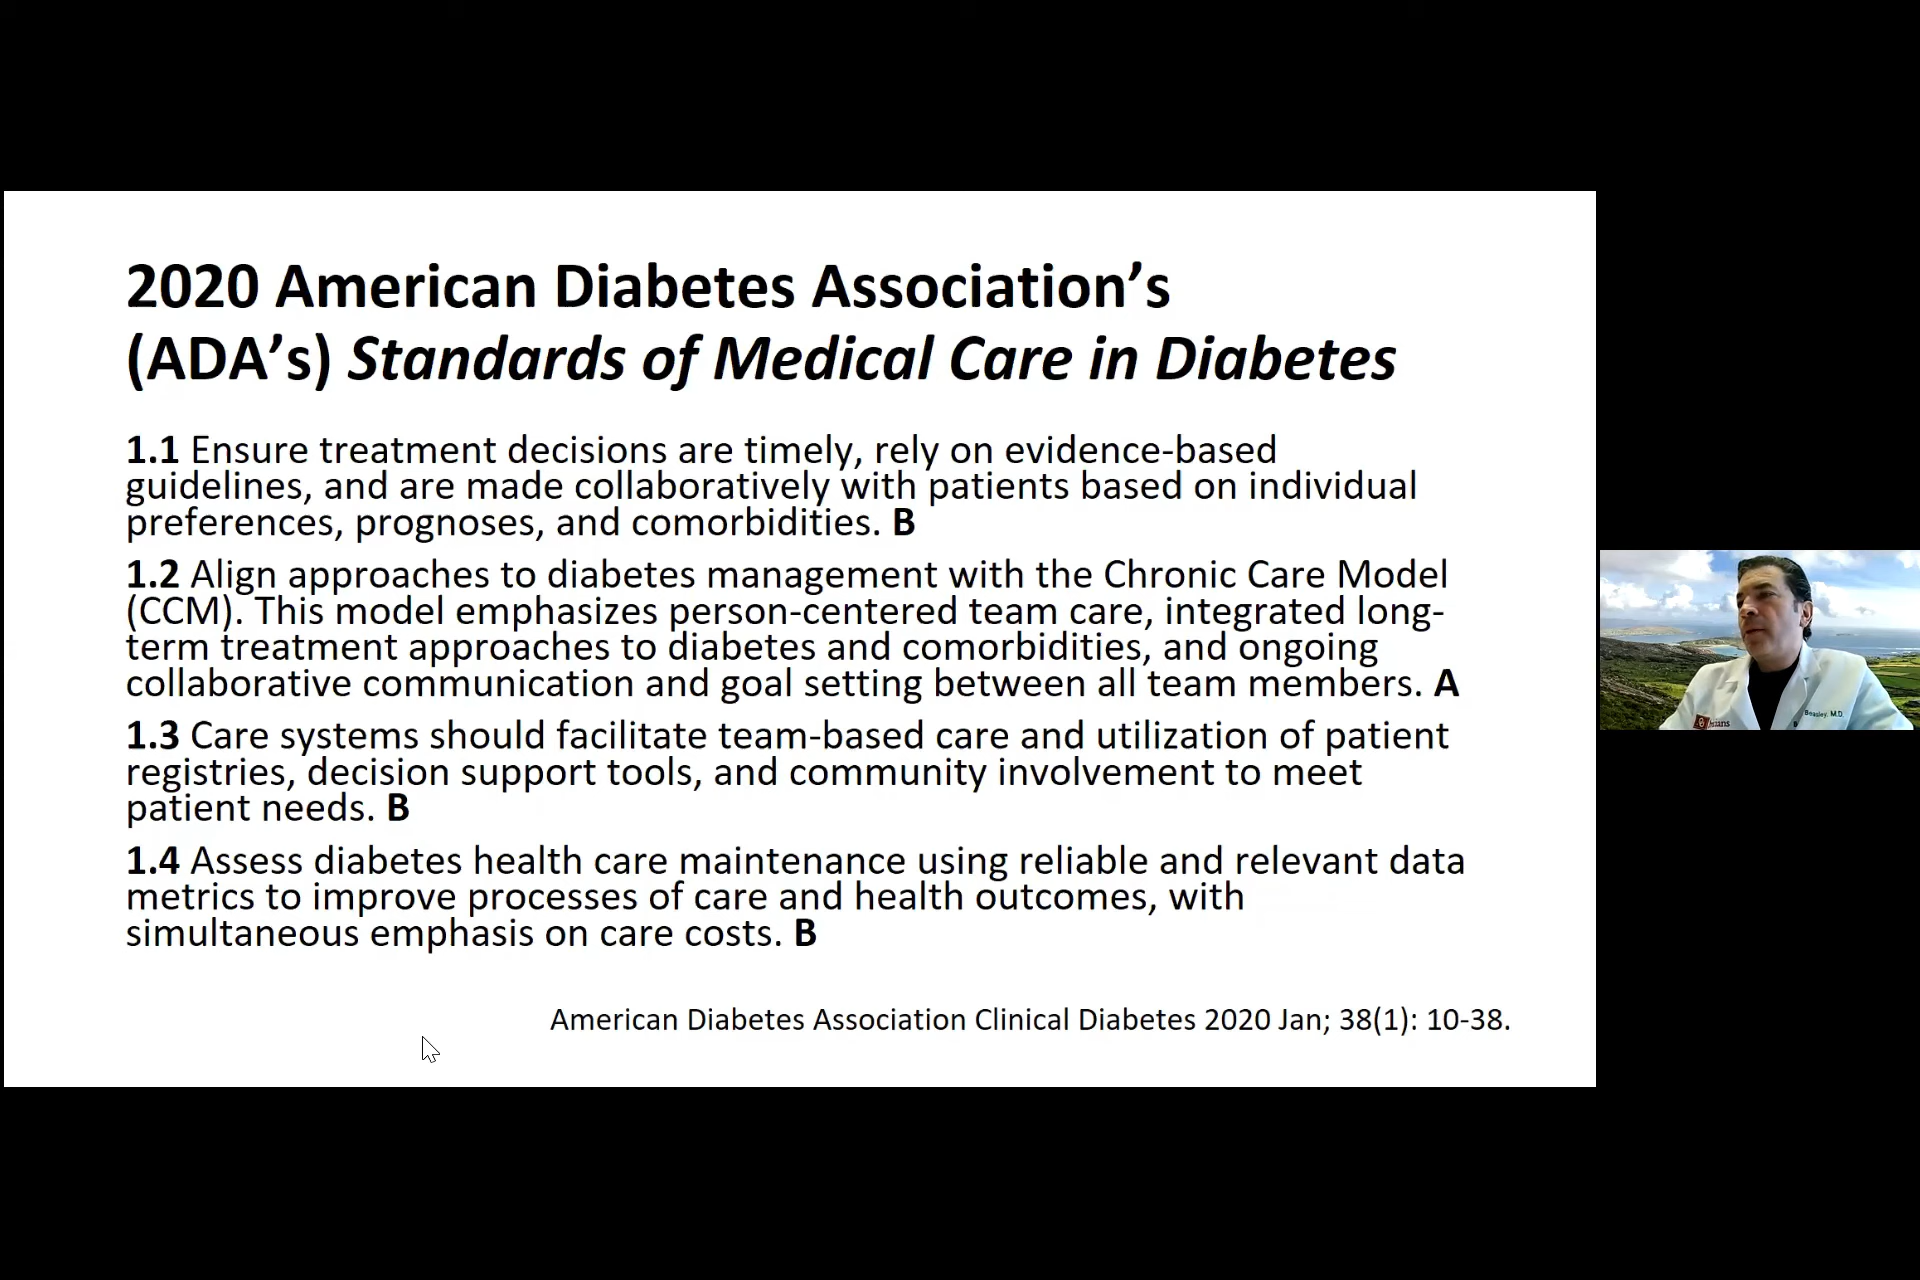 2020 American Diabetes Association’s
(ADA’s) Standards of Medical Care in Diabetes
1.1 Ensure treatment decisions are timely, rely on evidence-based
guidelines, and are made collaboratively with patients based on individual
preferences, prognoses, and comorbidities. B
1.2 Align approaches to diabetes management with the Chronic Care Model
(CCM). This model emphasizes person-centered team care, integrated long-
term treatment approaches to diabetes and comorbidities, and ongoing
collaborative communication and goal setting between all team members. A
1.3 Care systems should facilitate team-based care and utilization of patient
registries, decision support tools, and community involvement to meet
patient needs. B
1.4 Assess diabetes health care maintenance using reliable and relevant data
metrics to improve processes of care and health outcomes, with
simultaneous emphasis on care costs. B
American Diabetes Association Clinical Diabetes 2020 Jan; 38(1): 10-38.
Beasley, M.D.